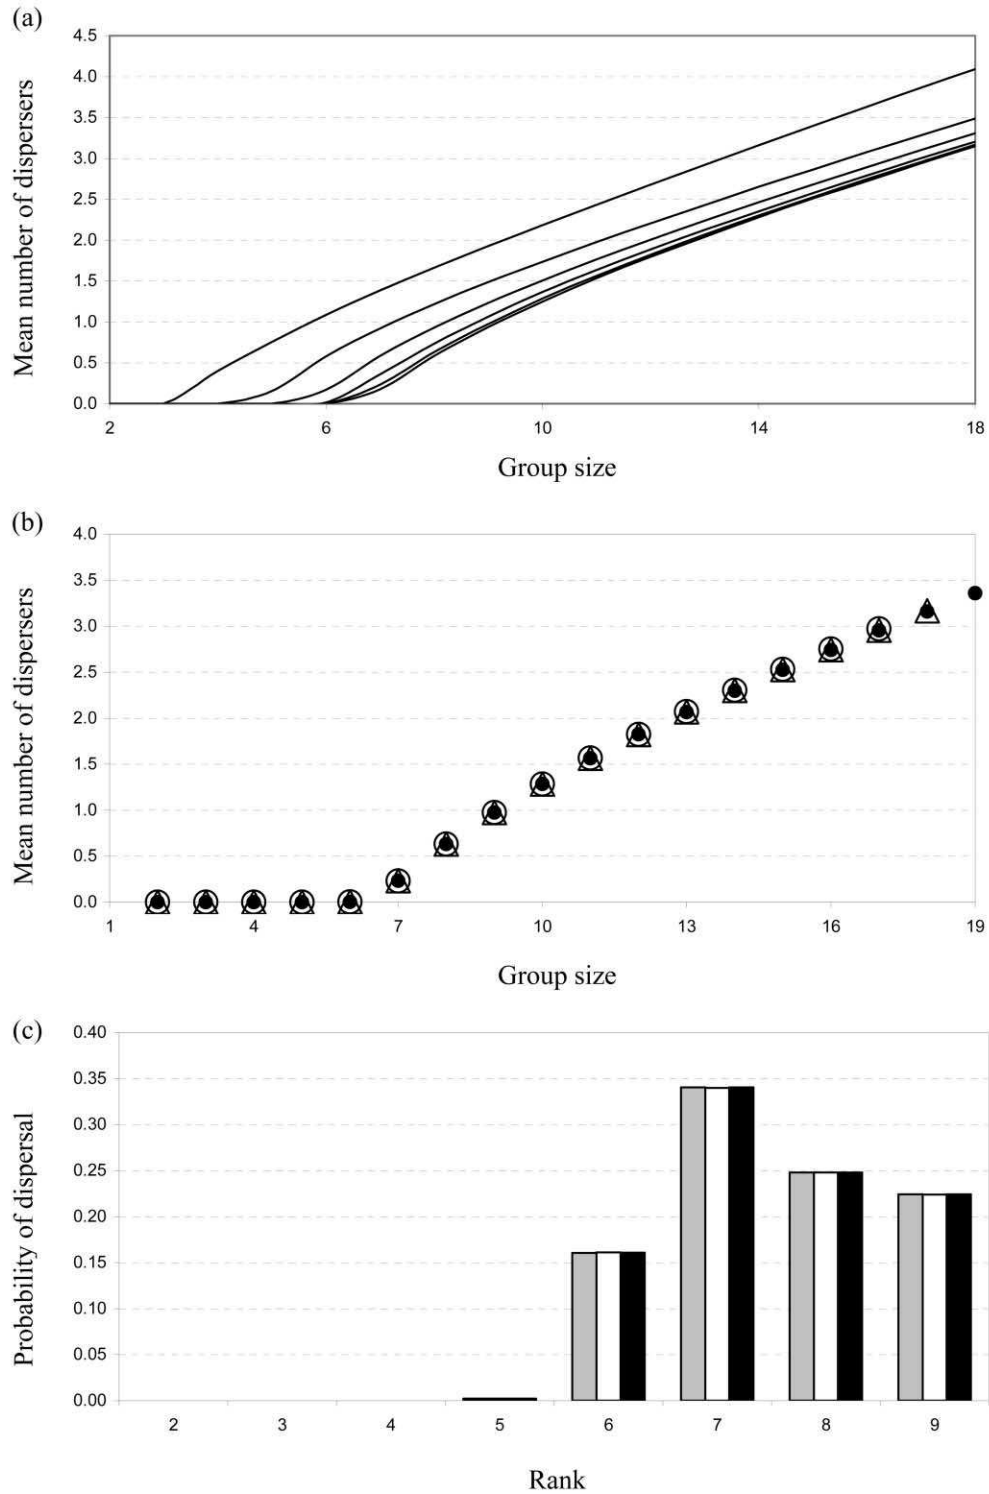 (a)
Mean number of dispersers
4.5
4.0
3.5
3.0
2.5
2.0
1.5
1.0
0.5
0.0
2 6 10 14 18
Group size
(b)
Mean number of dispersers
4.0
3.5
3.0
2.5
2.0
1.5
1.0
0.5
0.0
1 4 7 10 13 16 19
Group size
(c)
Probability of dispersal
0.40
0.35
0.30
0.25
0.20
0.15
0.10
0.05
0.00
2 3 4 5 6 7 8 9
Rank